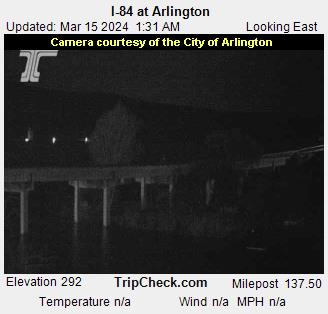 I-84 at Arlington
Updated: Mar 15 2024 1:31 AM Looking East
Camera courtesy of the City of Arlington
Elevation 292 TripCheck.com Milepost 137.50
Temperature n/a Wind n/a MPH n/a